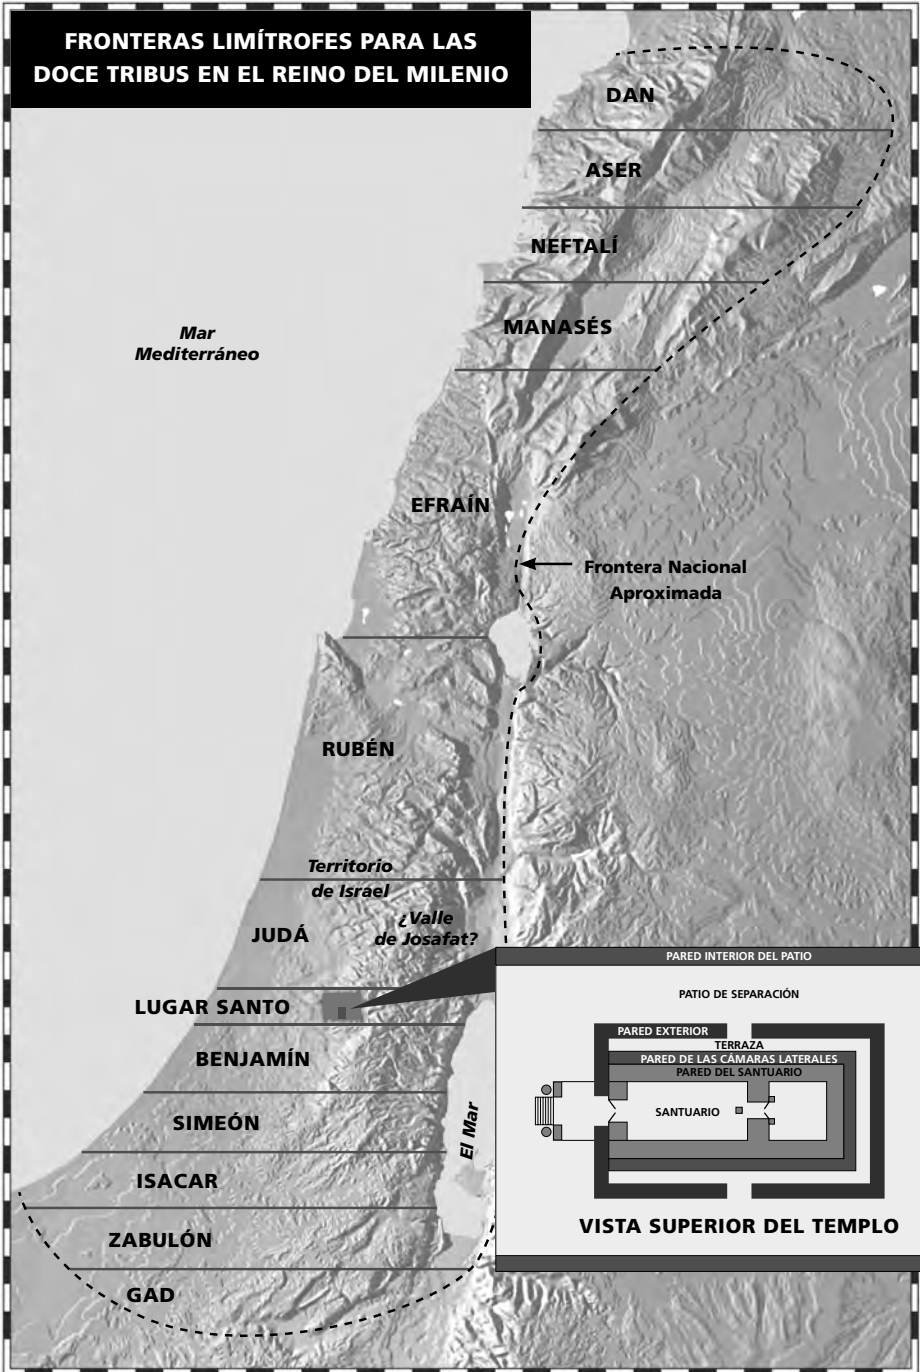 FRONTERAS LIMÍTROFES PARA LAS
DOCE TRIBUS EN EL REINO DEL MILENIO
DAN
ASER
NEFTALÍ
MANASÉS
Mar
Mediterráneo
EFRAÍN
Frontera Nacional
Aproximada
RUBÉN
Territorio
de Israel
¿Valle
de Josafat?
JUDÁ
LUGAR SANTO
BENJAMÍN
SIMEÓN
El Mar
ISACAR
ZABULÓN
GAD
PARED INTERIOR DEL PATIO
PATIO DE SEPARACIÓN
PARED EXTERIOR
TERRAZA
PARED DE LAS CÁMARAS LATERALES
PARED DEL SANTUARIO
SANTUARIO
VISTA SUPERIOR DEL TEMPLO